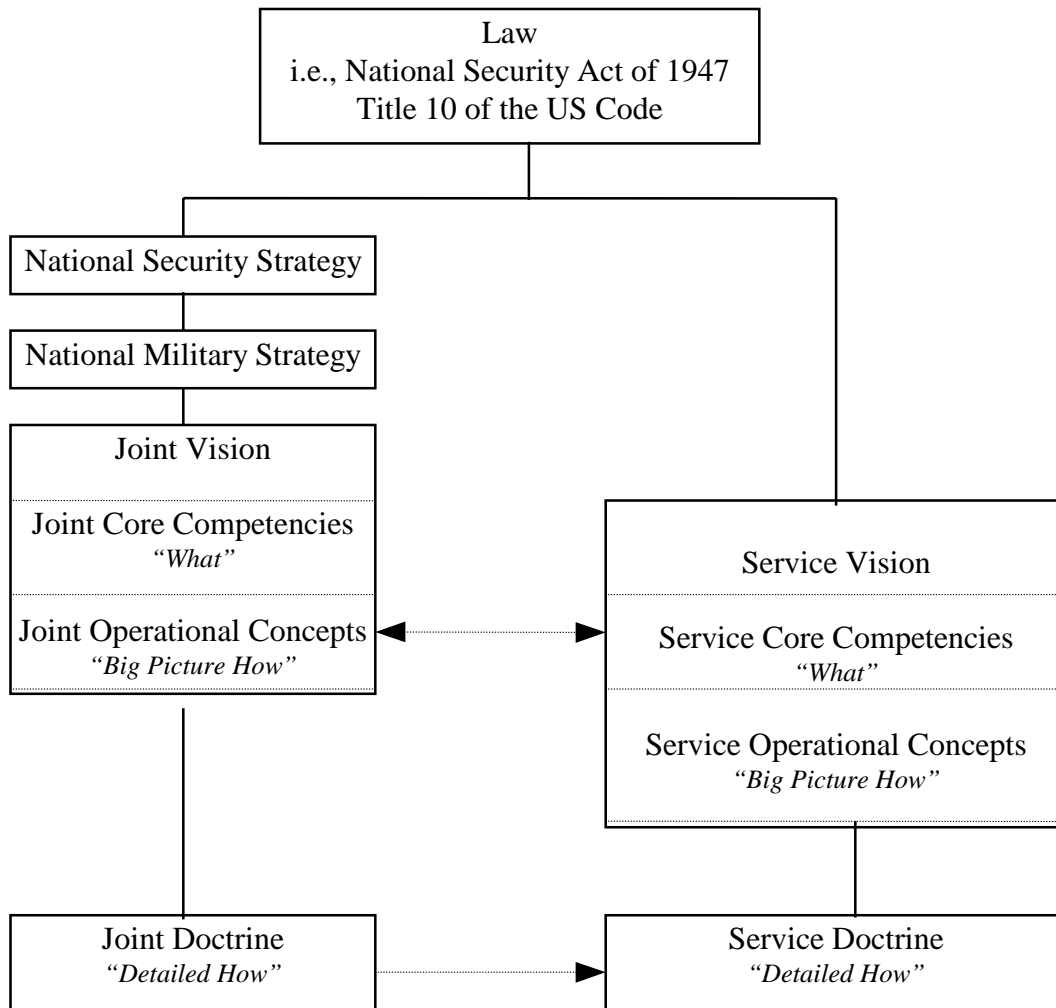 Law
i.e., National Security Act of 1947
Title 10 of the US Code
National Security Strategy
National Military Strategy
Joint Vision
Joint Core Competencies
“What”
Joint Operational Concepts
“Big Picture How”
Service Vision
Service Core Competencies
“What”
Service Operational Concepts
“Big Picture How”
Joint Doctrine
“Detailed How”
Service Doctrine
“Detailed How”